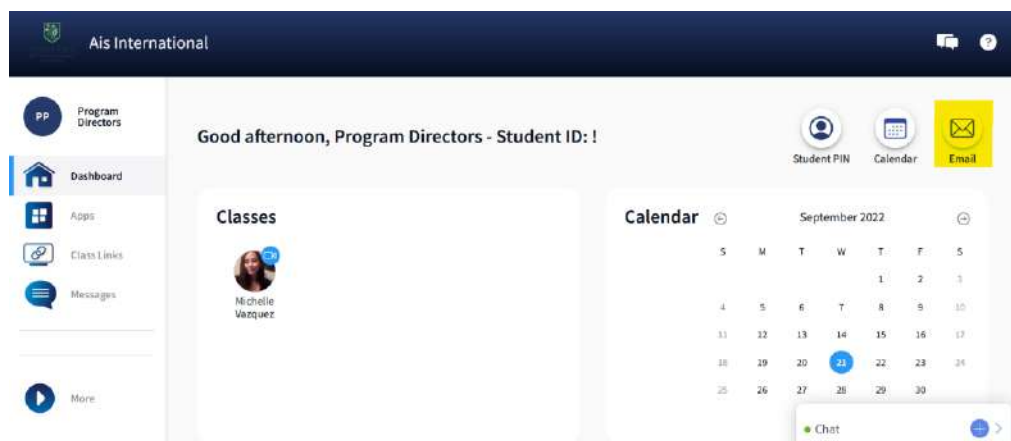 Ais International
PP
Program
Directors
Good afternoon, Program Directors - Student ID: !
Student PIN
Calendar
Email
Dashboard
Apps
Class Links
Messages
More
Classes
Michelle
Vazquez
Calendar
September 2022
S M T W T F S
1 2 3
4 5 6 7 8 9 10
11 12 13 14 15 16 17
18 19 20 21 22 23 24
25 26 27 28 29 30
Chat